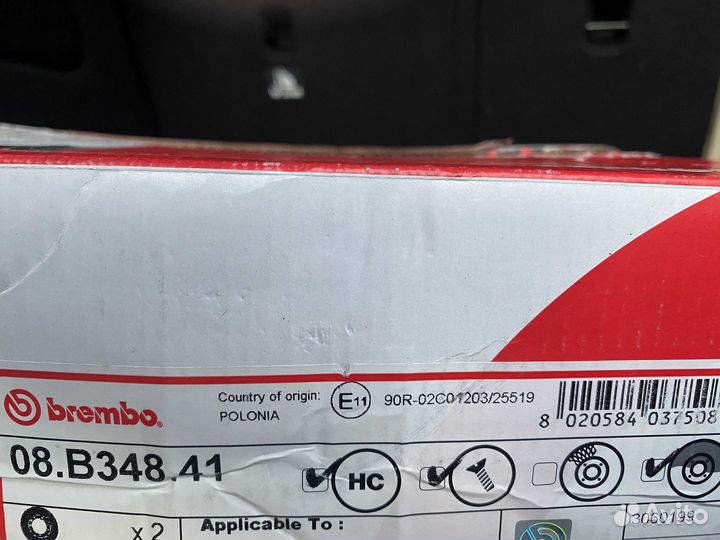 brembo.
Country of origin:
POLONIA
E11
90R-02C01203/25519
8 020584 037508
08.B348.41
HC
x 2
Applicable To :
3060199
Avito